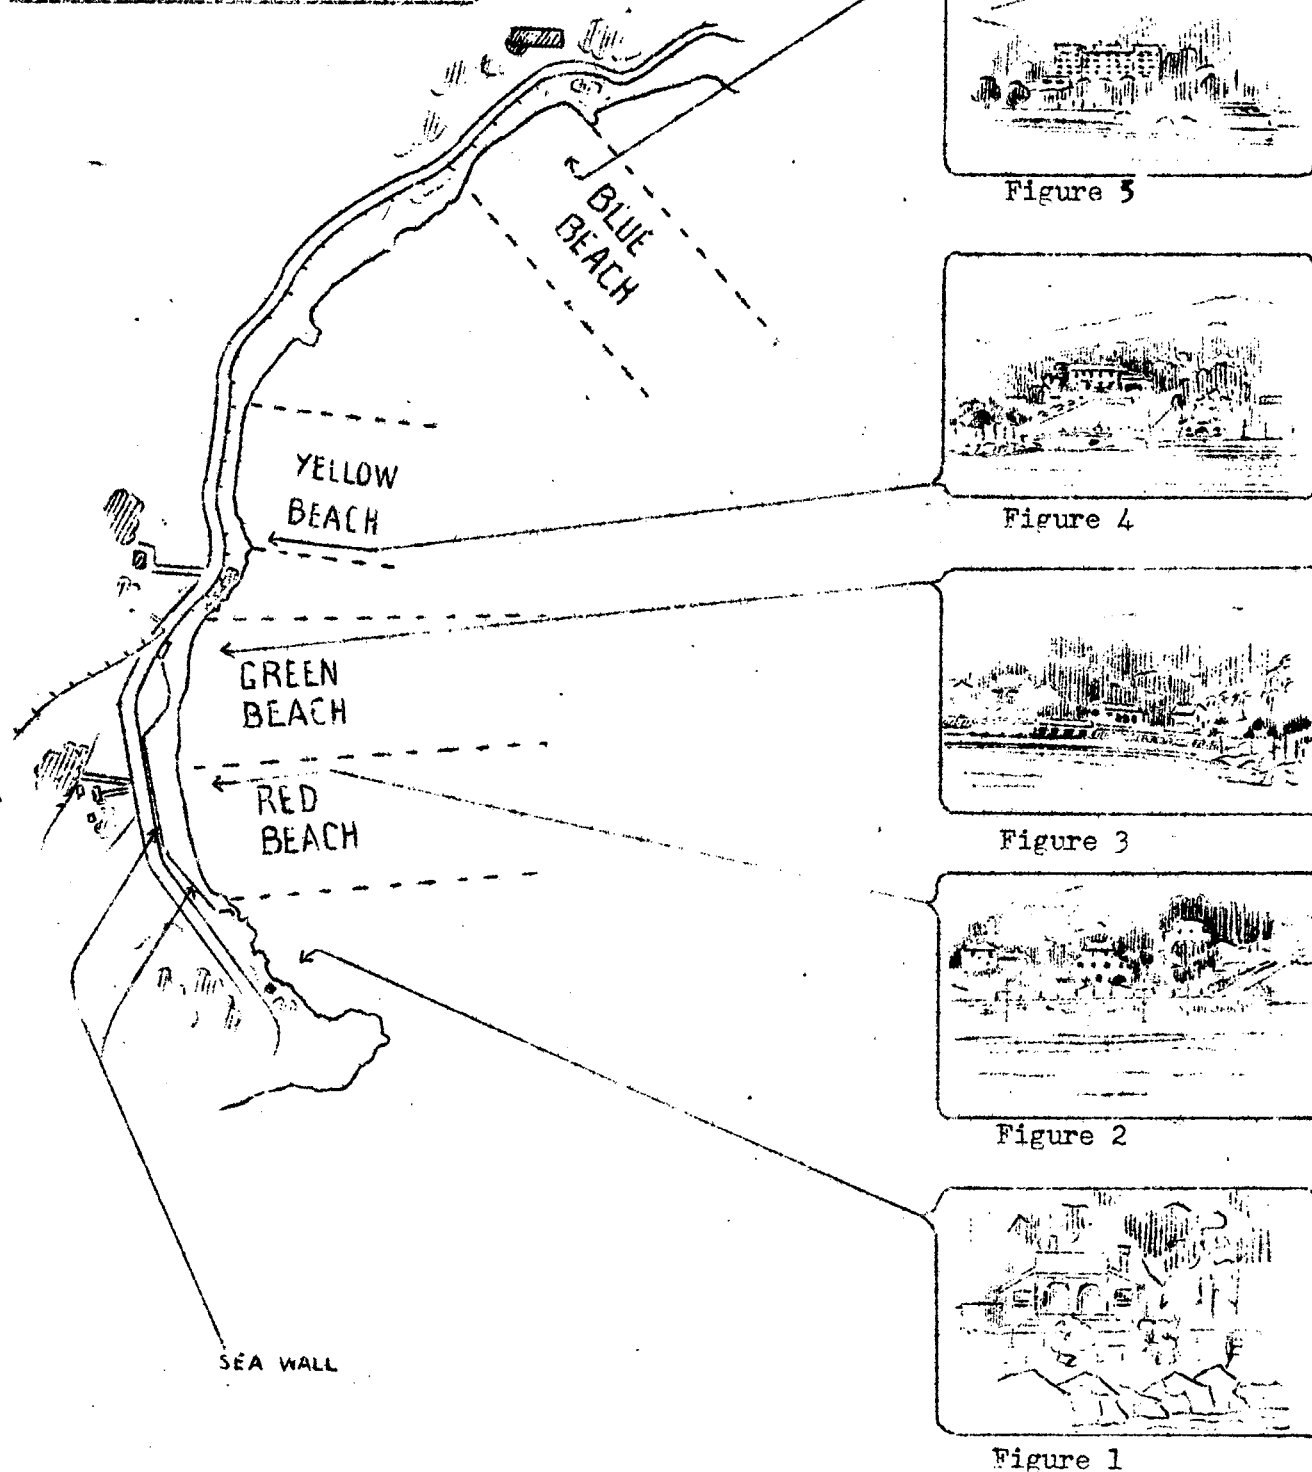 BLUE
BEACH
YELLOW
BEACH
GREEN
BEACH
RED
BEACH
SEA WALL
Figure 5
Figure 4
Figure 3
Figure 2
Figure 1